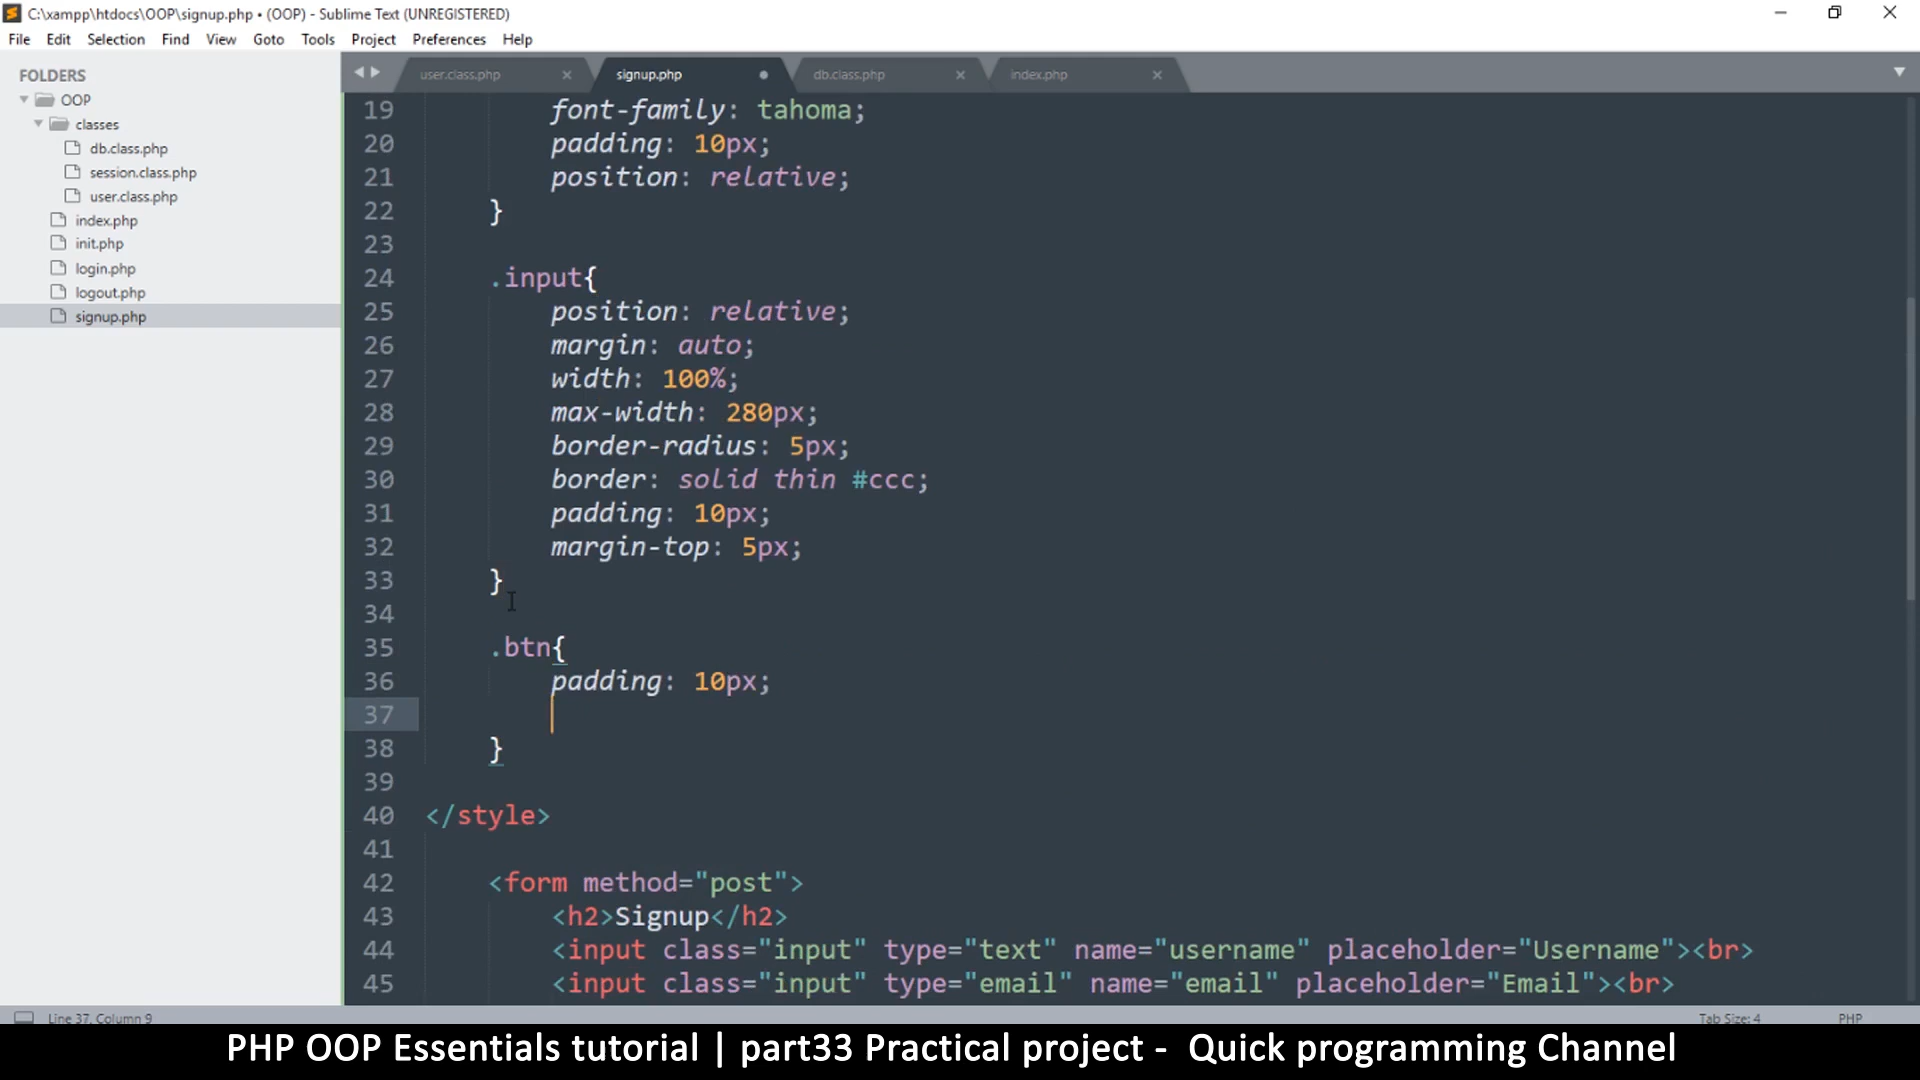 C:\xampp\htdocs\OOP\signup.php • (OOP) - Sublime Text (UNREGISTERED)
File Edit Selection Find View Goto Tools Project Preferences Help
FOLDERS
OOP
classes
db.class.php
session.class.php
user.class.php
index.php
init.php
login.php
logout.php
signup.php
user.class.php signup.php db.class.php index.php
19 font-family: tahoma;
20 padding: 10px;
21 position: relative;
22 }
23
24 .input{
25 position: relative;
26 margin: auto;
27 width: 100%;
28 max-width: 280px;
29 border-radius: 5px;
30 border: solid thin #ccc;
31 padding: 10px;
32 margin-top: 5px;
33 }
34
35 .btn{
36 padding: 10px;
37
38 }
39
40 </style>
41
42 <form method="post">
43 <h2>Signup</h2>
44 <input class="input" type="text" name="username" placeholder="Username"><br>
45 <input class="input" type="email" name="email" placeholder="Email"><br>
Line 37, Column 9 Tab Size: 4 PHP
PHP OOP Essentials tutorial | part33 Practical project - Quick programming Channel